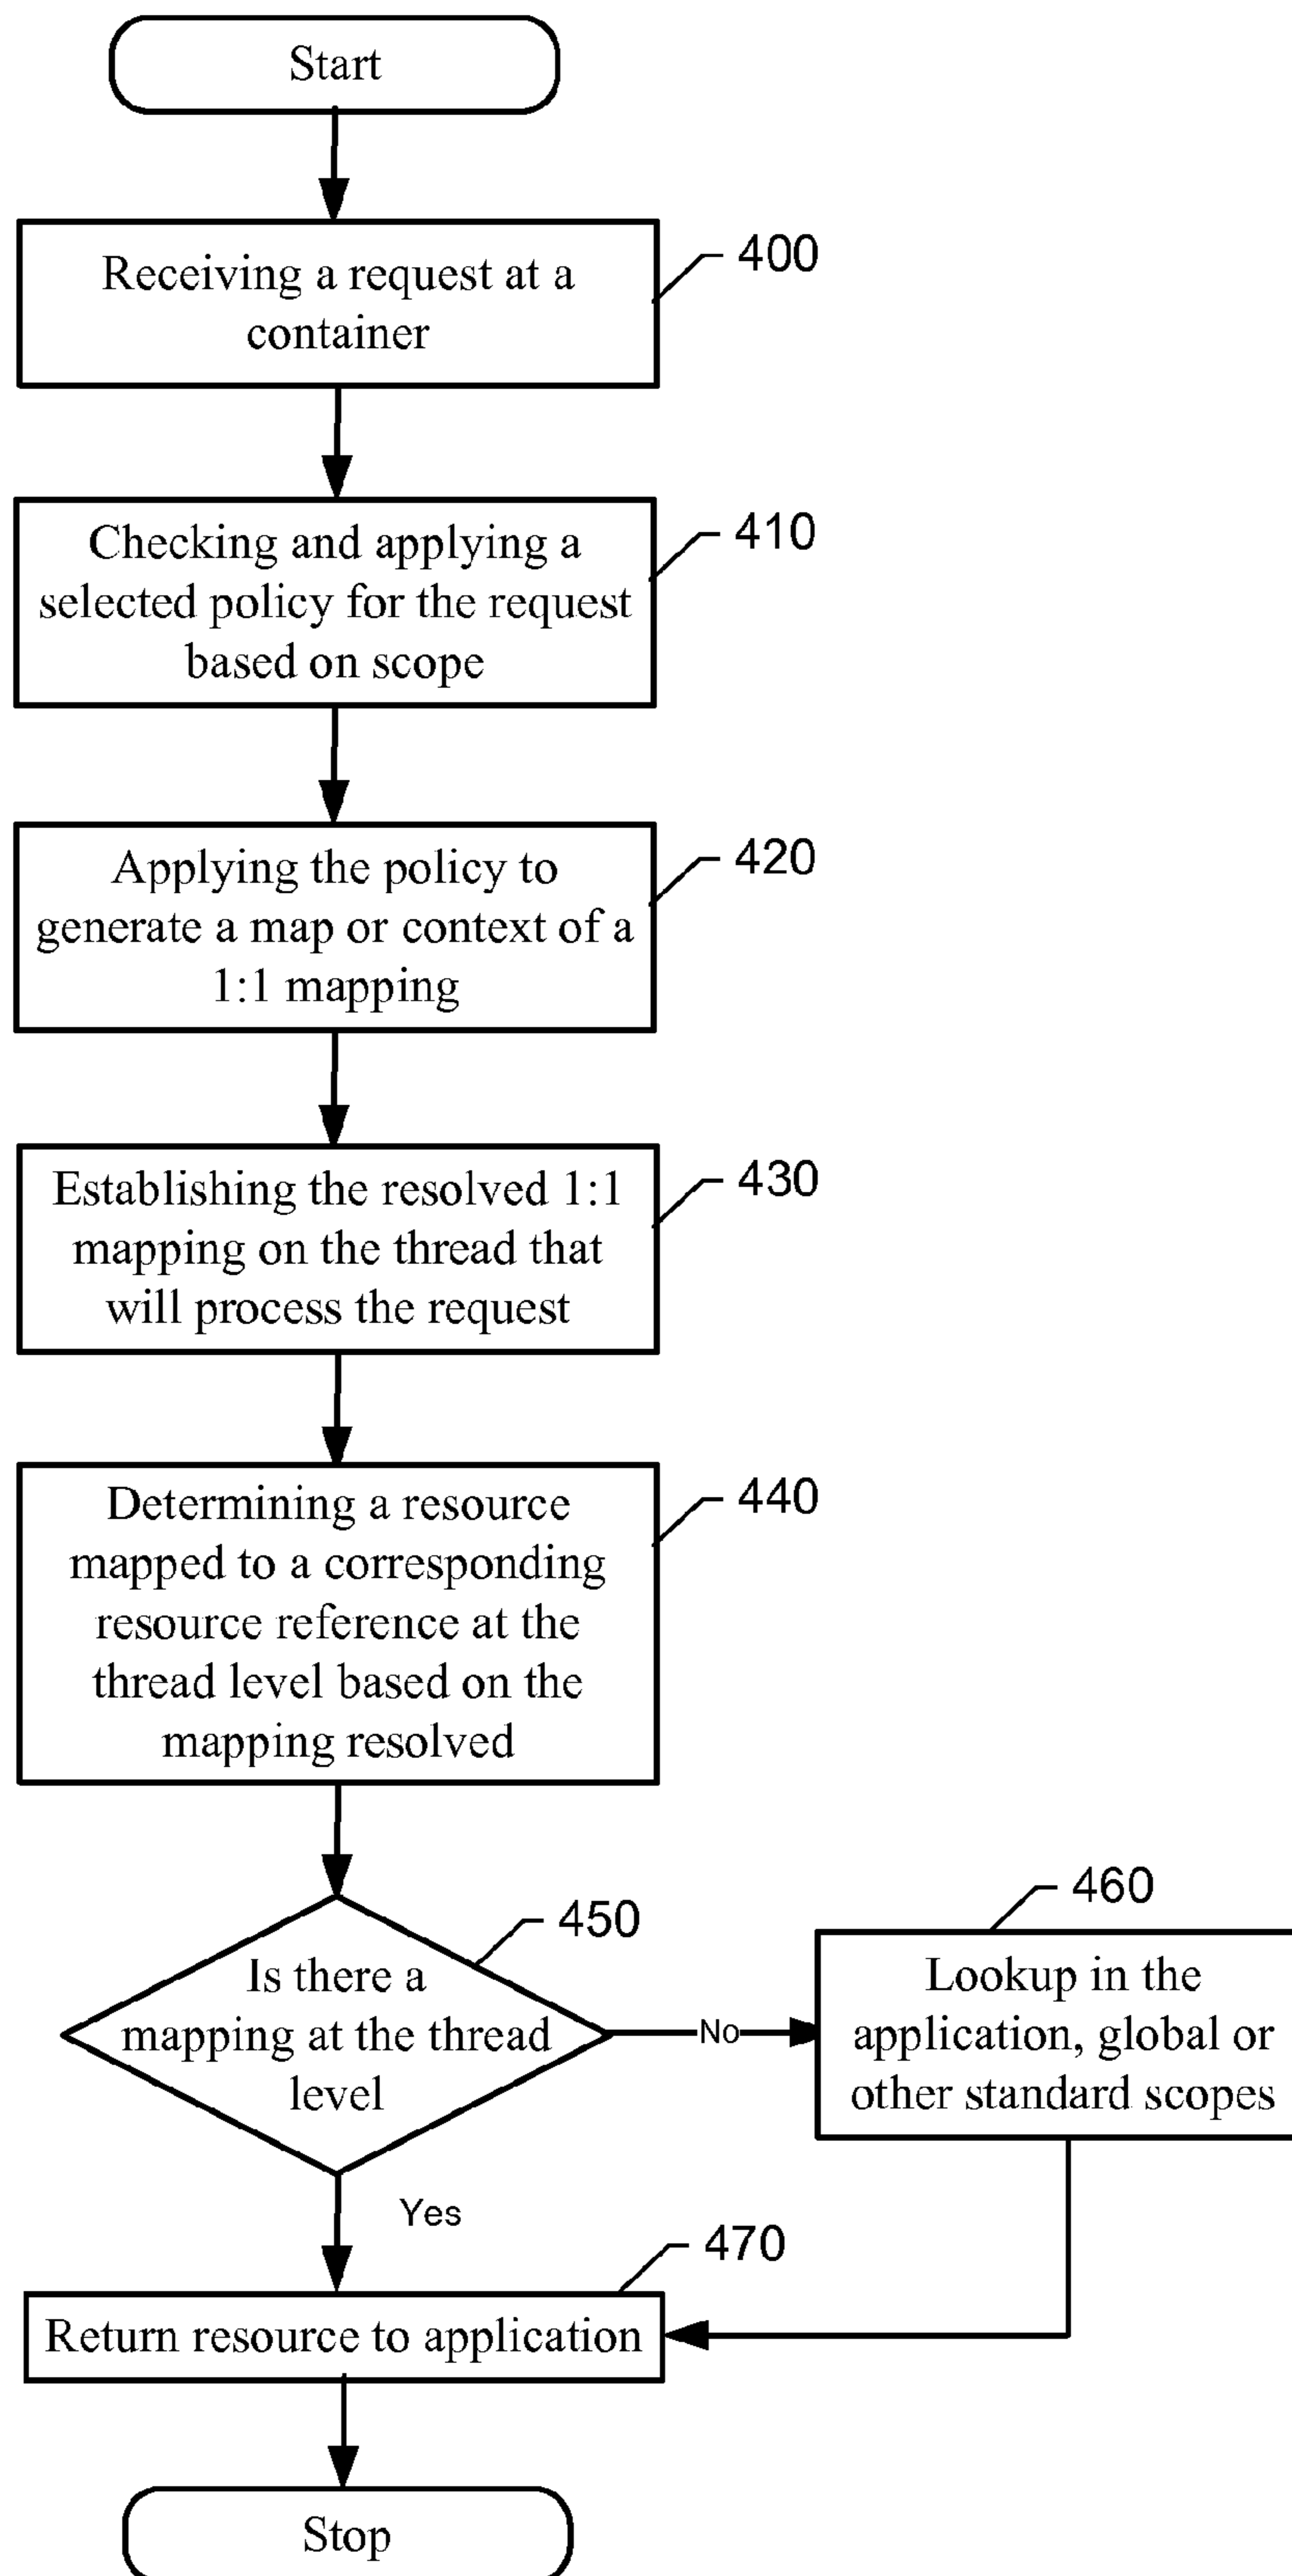 Start
Receiving a request at a
container
400
Checking and applying a
selected policy for the request
based on scope
410
Applying the policy to
generate a map or context of a
1:1 mapping
420
Establishing the resolved 1:1
mapping on the thread that
will process the request
430
Determining a resource
mapped to a corresponding
resource reference at the
thread level based on the
mapping resolved
440
Is there a
mapping at the thread
level
450
No
Lookup in the
application, global or
other standard scopes
460
Yes
Return resource to application
470
Stop